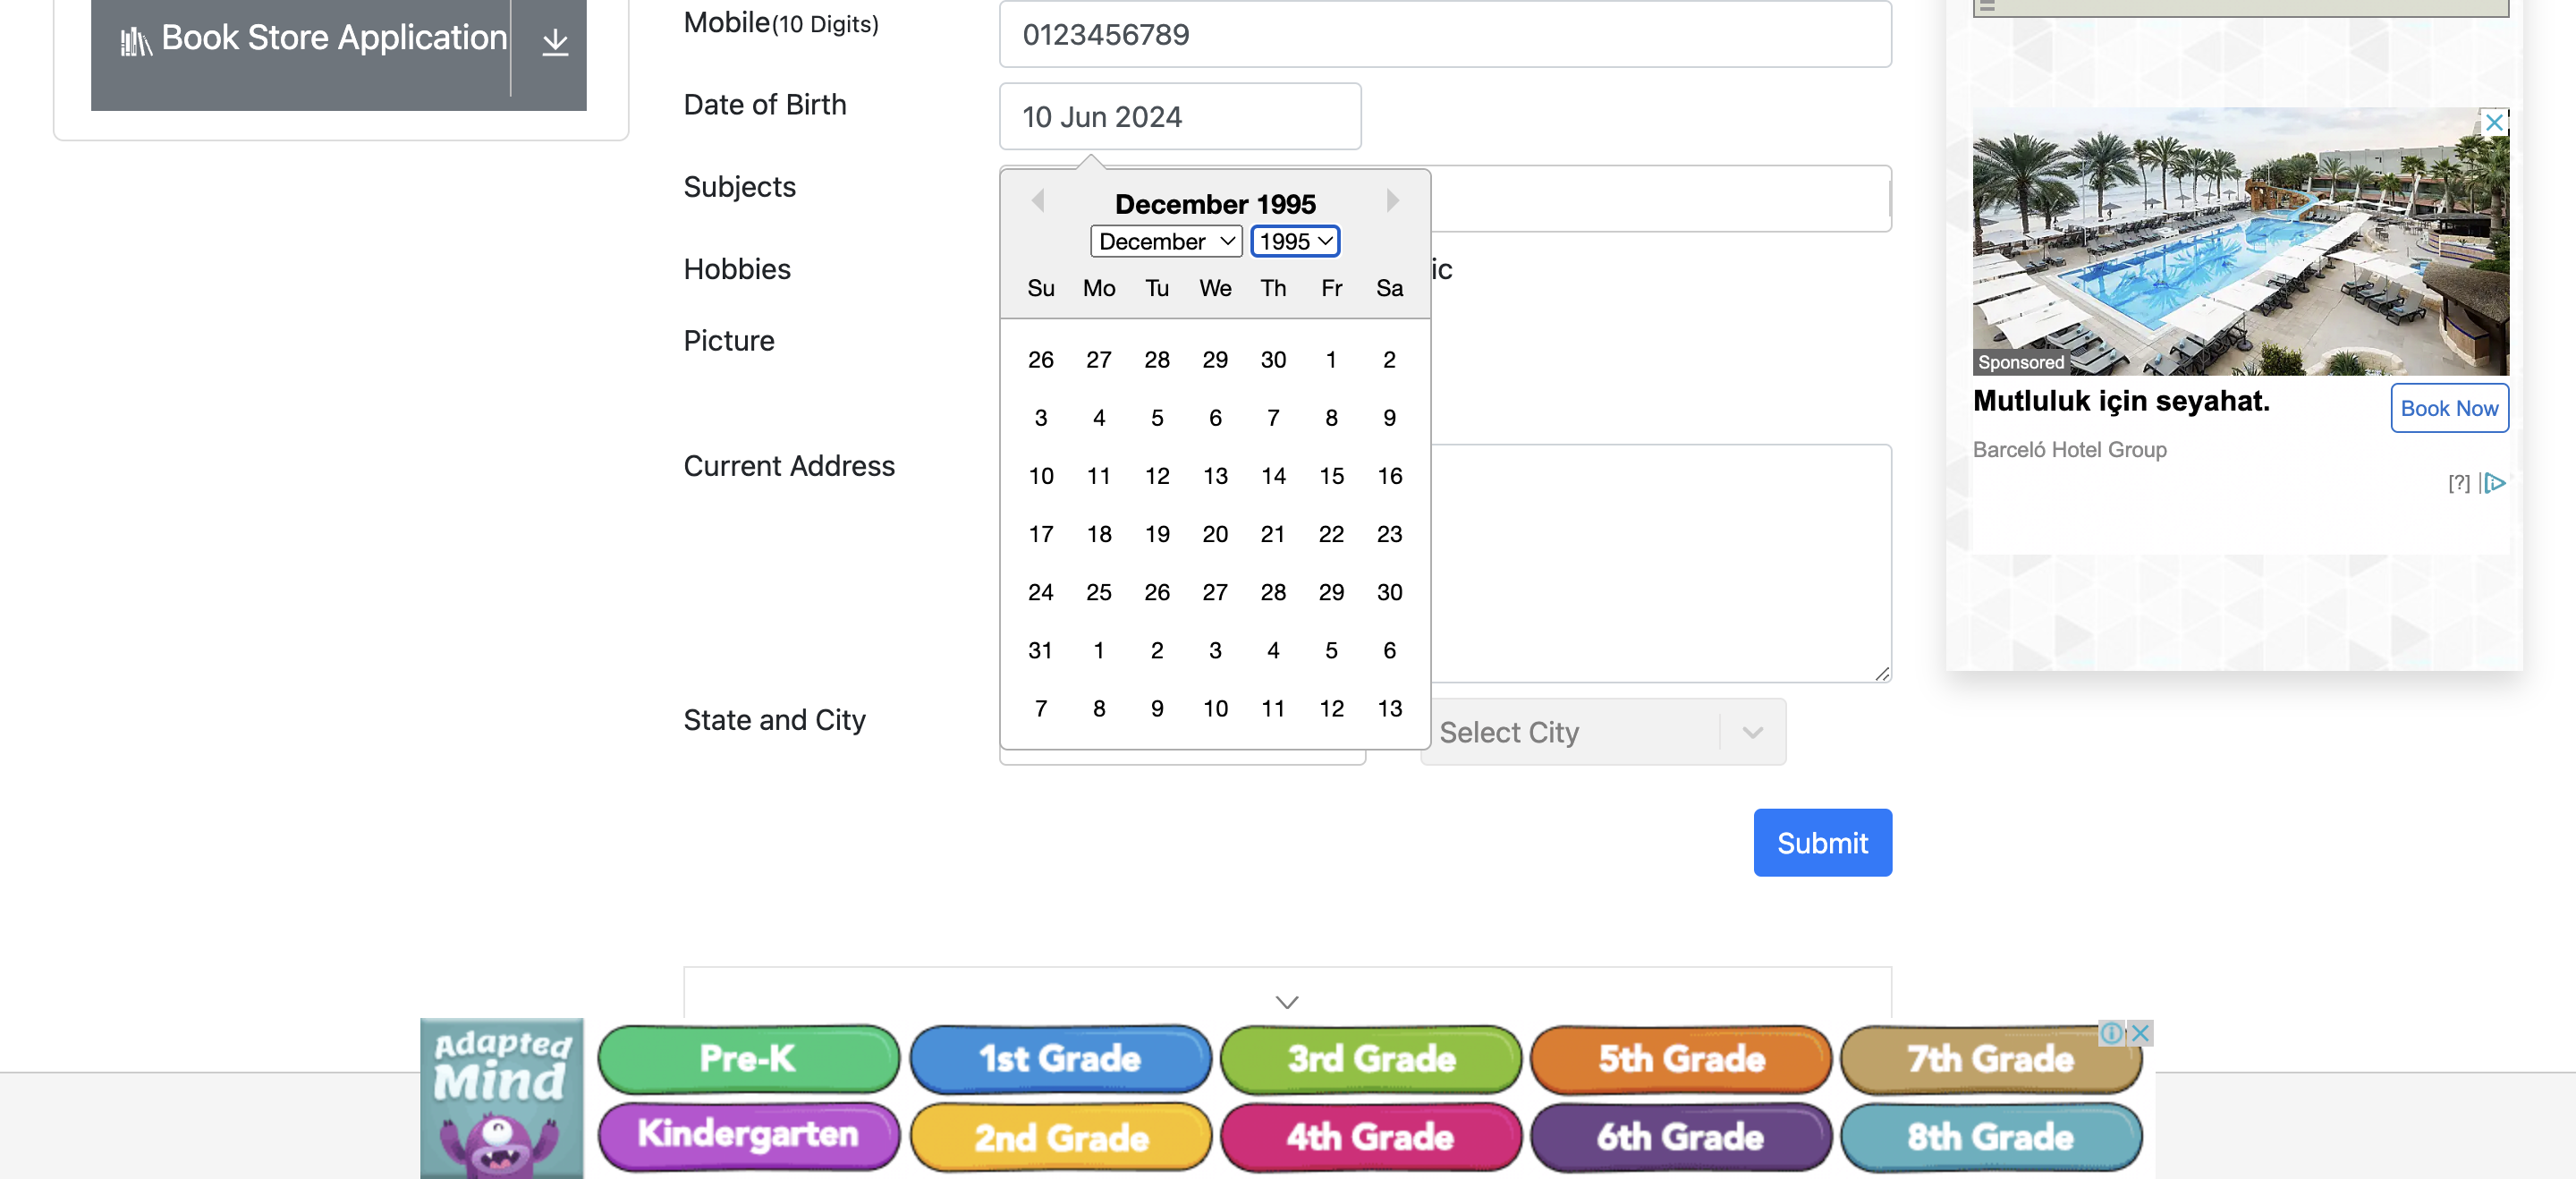 Book Store Application
Mobile(10 Digits)
0123456789
Date of Birth
10 Jun 2024
Subjects
December 1995
December
1995
Su Mo Tu We Th Fr Sa
26 27 28 29 30 1 2
3 4 5 6 7 8 9
10 11 12 13 14 15 16
17 18 19 20 21 22 23
24 25 26 27 28 29 30
31 1 2 3 4 5 6
7 8 9 10 11 12 13
Hobbies
ic
Picture
Current Address
State and City
Select City
Submit
Sponsored
Mutluluk için seyahat.
Book Now
Barceló Hotel Group
[?]
Adapted
Mind
Pre-K
1st Grade
3rd Grade
5th Grade
7th Grade
Kindergarten
2nd Grade
4th Grade
6th Grade
8th Grade